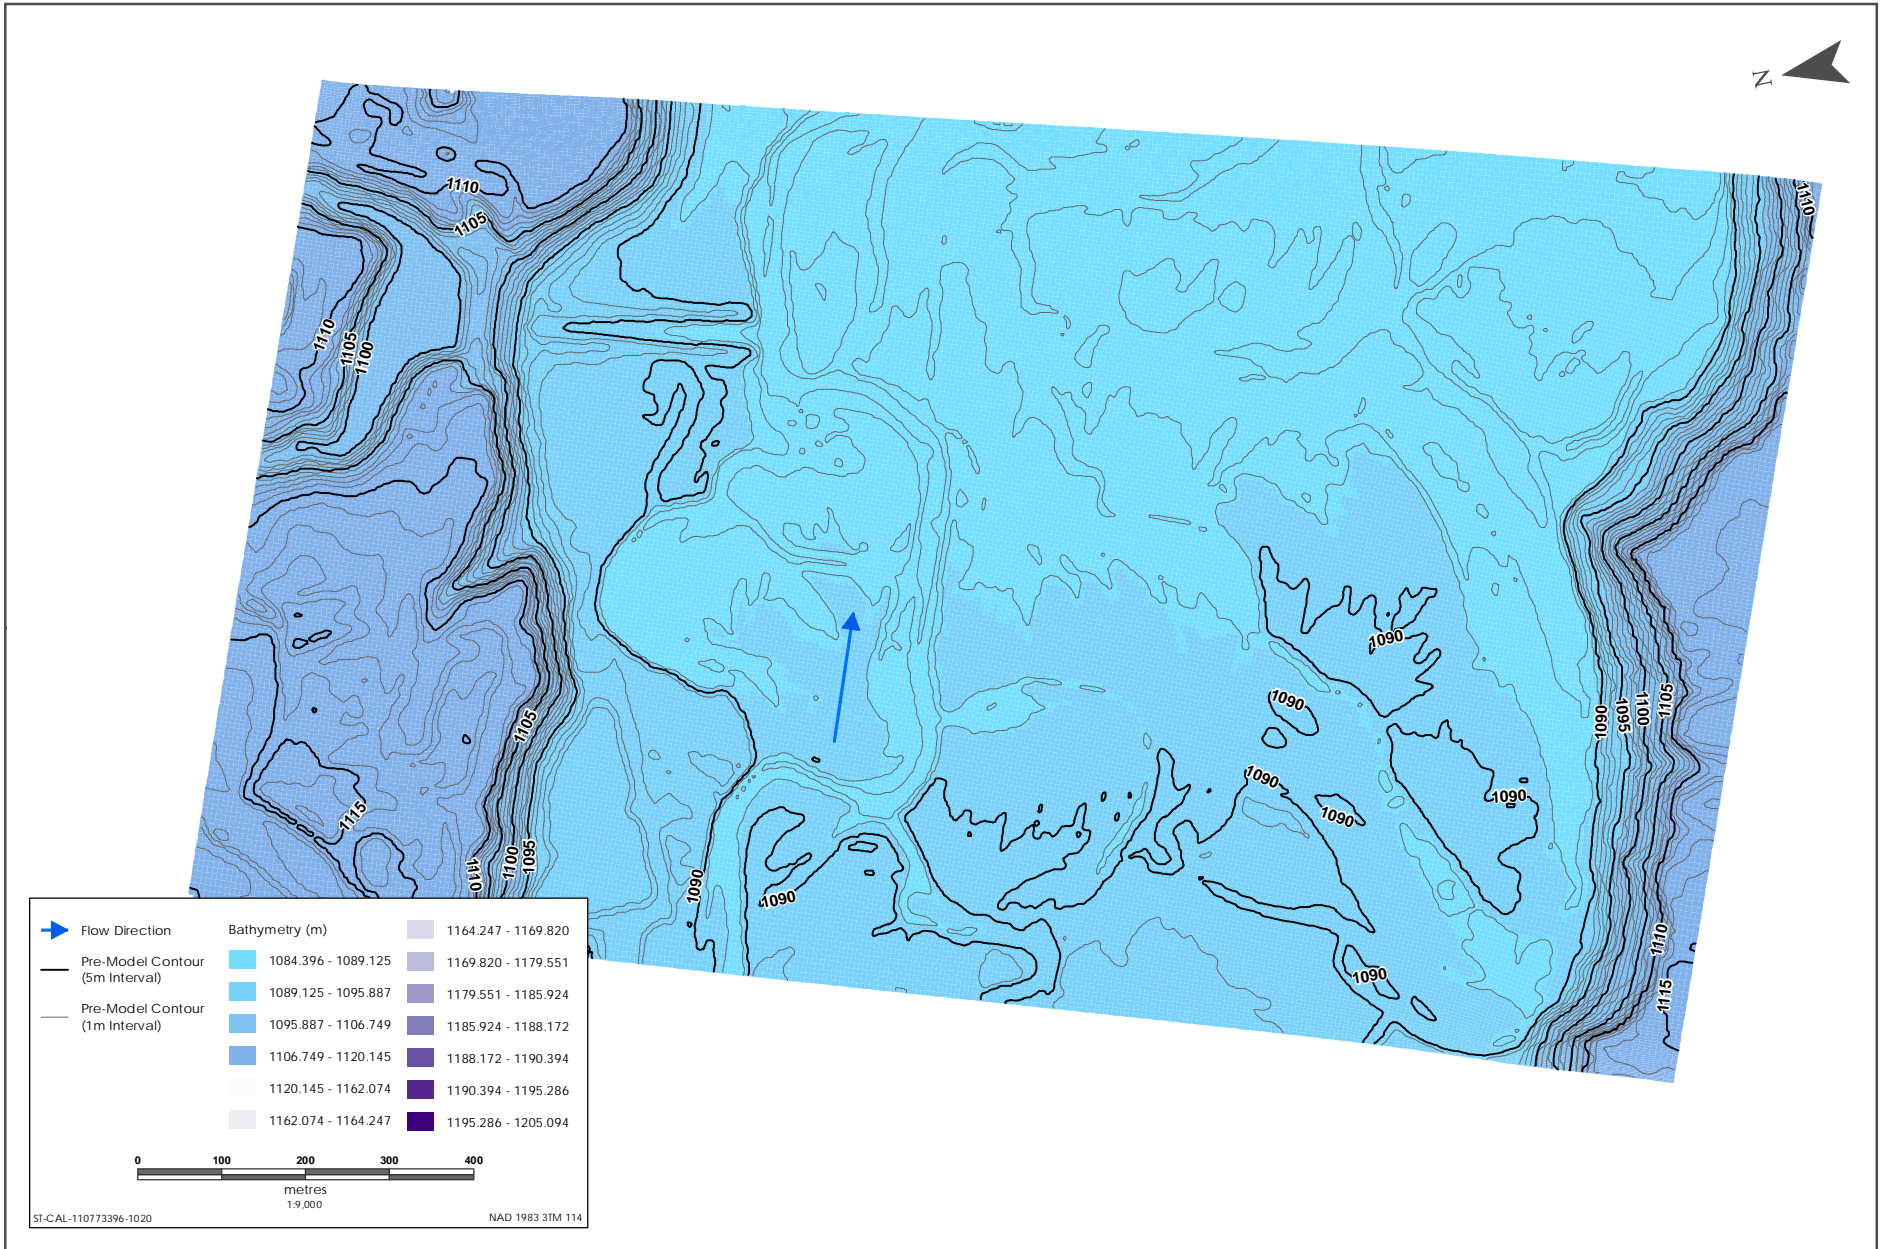 N
1110
1110
1105
1110
1105
1100
1090
1090
1105
1090
1095
1100
1105
1090
1090
1090
1115
1110
1100
1095
1090
1090
1090
1110
1115
Flow Direction
Pre-Model Contour
(5m Interval)
Pre-Model Contour
(1m Interval)
Bathymetry (m)
1084.396 - 1089.125
1089.125 - 1095.887
1095.887 - 1106.749
1106.749 - 1120.145
1120.145 - 1162.074
1162.074 - 1164.247
1164.247 - 1169.820
1169.820 - 1179.551
1179.551 - 1185.924
1185.924 - 1188.172
1188.172 - 1190.394
1190.394 - 1195.286
1195.286 - 1205.094
0 100 200 300 400
metres
1:9,000
ST-CAL-110773396-1020
NAD 1983 3TM 114